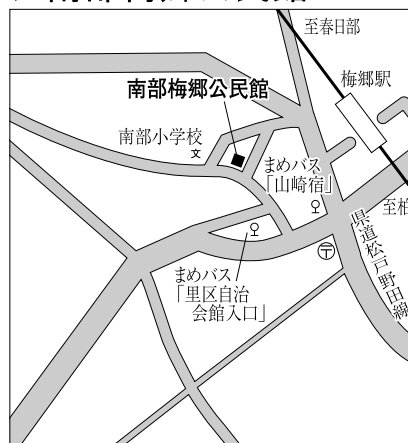 至春日部
梅郷駅
南部梅郷公民館
南部小学校
文
まめバス
「山崎宿」
至柏
県道松戸野田線
〒
まめバス
「里区自治
会館入口」